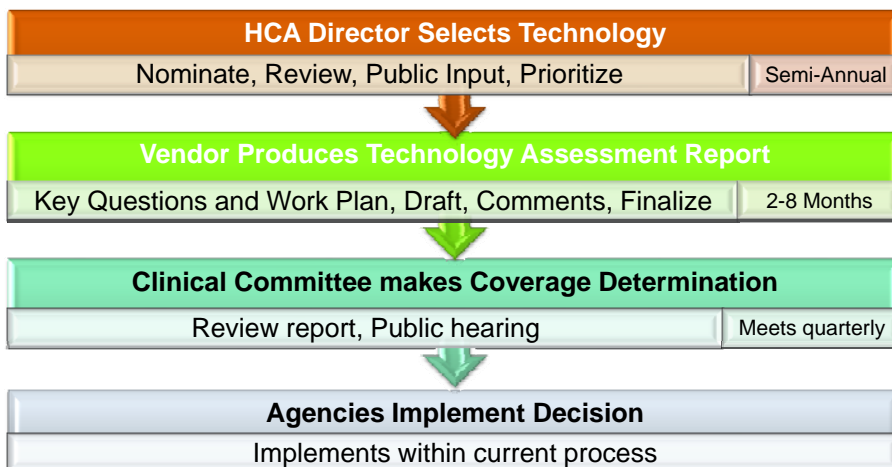 HCA Director Selects Technology
Nominate, Review, Public Input, Prioritize
Semi-Annual
Vendor Produces Technology Assessment Report
Key Questions and Work Plan, Draft, Comments, Finalize
2-8 Months
Clinical Committee makes Coverage Determination
Review report, Public hearing
Meets quarterly
Agencies Implement Decision
Implements within current process